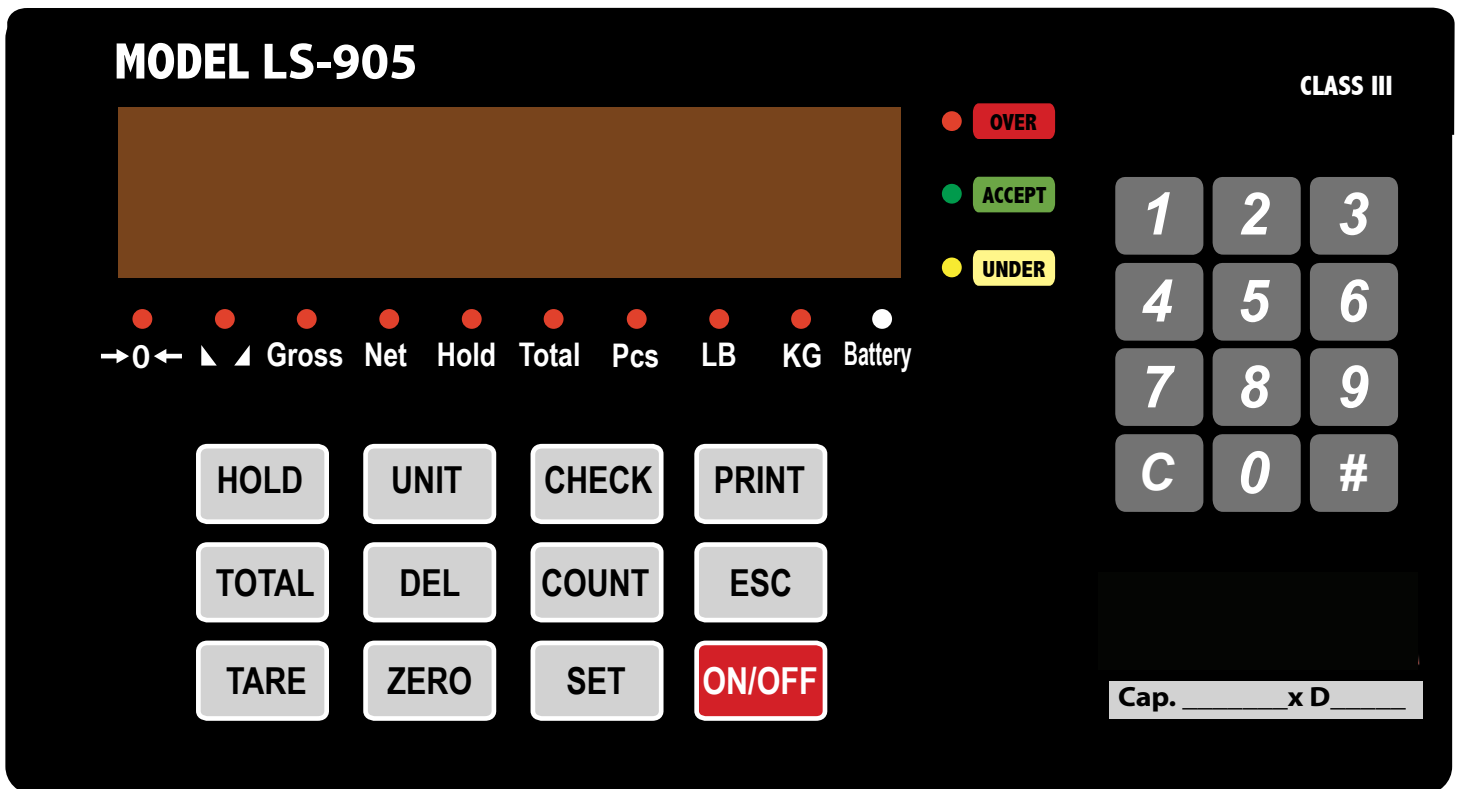 MODEL LS-905
CLASS III
OVER
ACCEPT
UNDER
→0← Gross Net Hold Total Pcs LB KG Battery
1 2 3
4 5 6
7 8 9
C 0 #
HOLD UNIT CHECK PRINT
TOTAL DEL COUNT ESC
TARE ZERO SET ON/OFF
Cap. _______x D_____